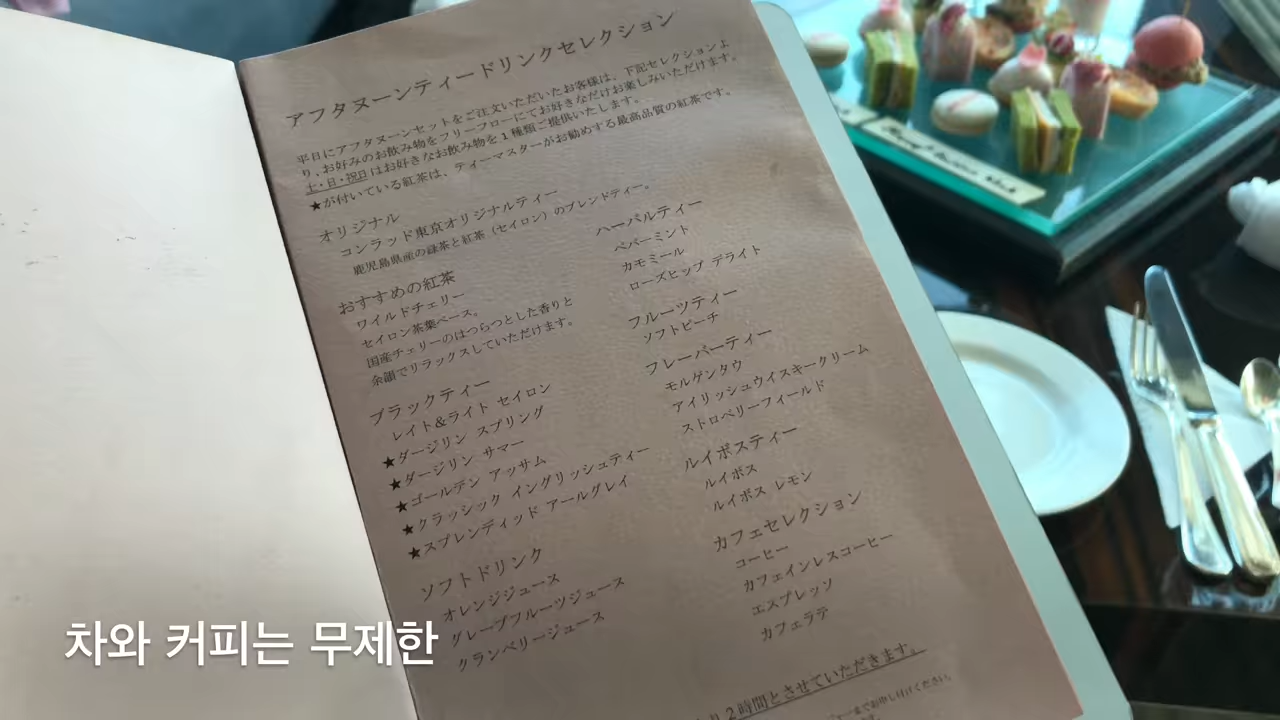 アフタヌーンティードリンクセレクション
平日にアフタヌーンセットをご注文いただいたお客様は、下記セレクションよ
り、お好みのお飲み物をフリーフローにてお好きなだけお楽しみいただけます。
土・日・祝日はお好きなお飲み物を1種類ご提供いたします。
★が付いている紅茶は、ティーマスターがお勧めする最高品質の紅茶です。
オリジナル
コンラッド東京オリジナルティー
鹿児島県産の緑茶と紅茶（セイロン）のブレンドティー。
おすすめの紅茶
ワイルドチェリー
セイロン茶葉ベース。
国産チェリーのはつらつとした香りと
余韻でリラックスしていただけます。
ブラックティー
レイト&ライト セイロン
★ダージリン スプリング
★ダージリン サマー
★ゴールデン アッサム
★クラッシック イングリッシュティー
★スプレンディッド アールグレイ
ソフトドリンク
オレンジジュース
グレープフルーツジュース
クランベリージュース
ハーバルティー
ペパーミント
カモミール
ローズヒップ デライト
フルーツティー
ソフトピーチ
フレーバーティー
モルゲンタウ
アイリッシュウイスキークリーム
ストロベリーフィールド
ルイボスティー
ルイボス
ルイボス レモン
カフェセレクション
コーヒー
カフェインレスコーヒー
エスプレッソ
カフェラテ
2時間とさせていただきます。
までお申し付けください
차와 커피는 무제한